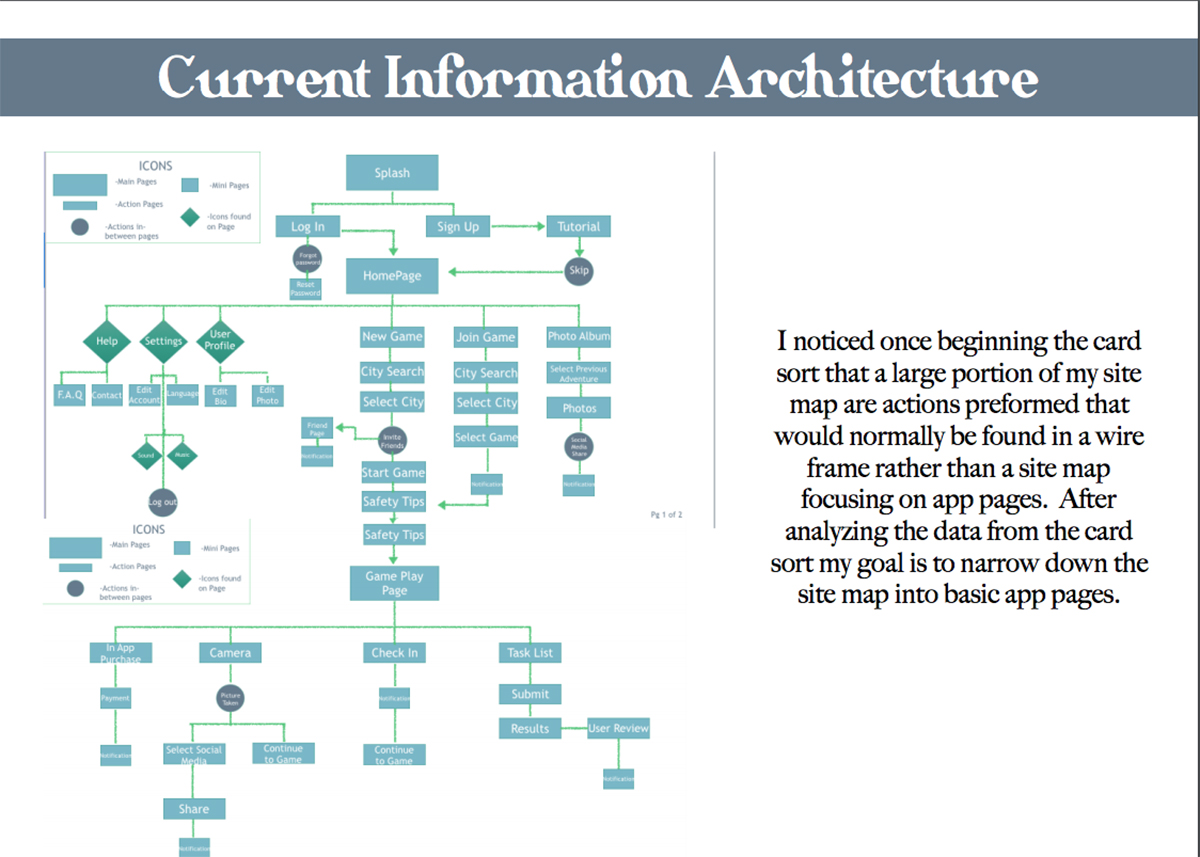 Current Information Architecture
ICONS
-Main Pages
-Mini Pages
-Action Pages
-Actions in-
between pages
-Icons found
on Page
Splash
Log In
Sign Up
Tutorial
Forgot
password
Skip
HomePage
Reset
Password
Help
Settings
User
Profile
New Game
Join Game
Photo Album
City Search
City Search
Select Previous
Adventure
F.A.Q
Contact
Edit
Account
Language
Edit
Bio
Edit
Photo
Select City
Select City
Photos
Friend
Page
Invite
Friends
Select Game
Social
Media
Share
Sound
Music
Notification
Start Game
Notification
Notification
Log out
Safety Tips
Pg 1 of 2
Safety Tips
ICONS
-Main Pages
-Mini Pages
-Action Pages
-Actions in-
between pages
-Icons found
on Page
Game Play
Page
In App
Purchase
Camera
Check In
Task List
Payment
Picture
Taken
Notification
Submit
Results
User Review
Notification
Select Social
Media
Continue
to Game
Continue
to Game
Notification
Share
Notification
I noticed once beginning the card
sort that a large portion of my site
map are actions preformed that
would normally be found in a wire
frame rather than a site map
focusing on app pages.  After
analyzing the data from the card
sort my goal is to narrow down the
site map into basic app pages.